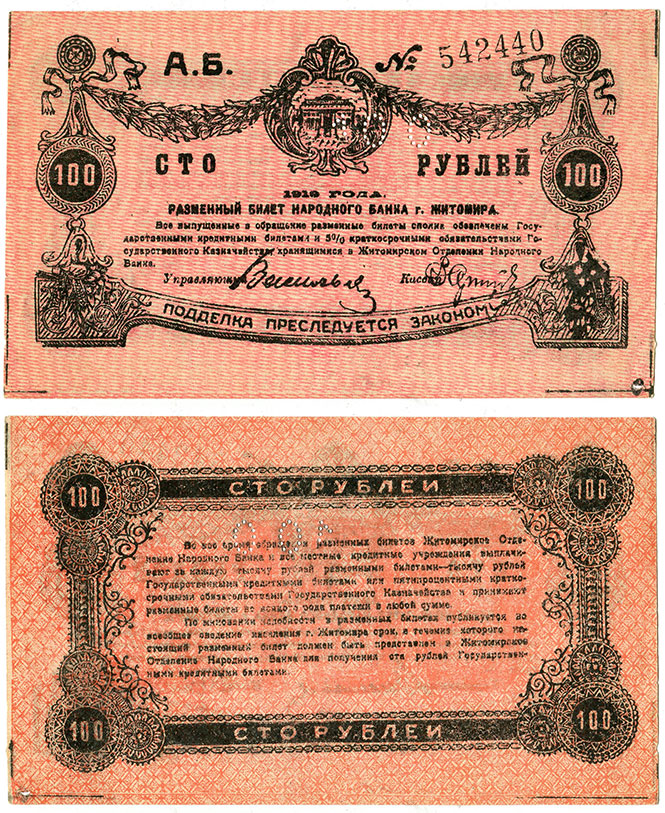 А.Б.
№ 542440
100
СТО
РУБЛЕЙ
100
1919 ГОДА.
РАЗМЕННЫЙ БИЛЕТ НАРОДНОГО БАНКА г. ЖИТОМИРА.
Все выпущенные в обращение разменные билеты сполна обеспечены Госу-
дарственными кредитными билетами и 5% краткосрочными обязательствами Го-
сударственного Казначейства хранящимися в Житомирском Отделении Народного
Банка.
Управляющий
Кассир
ПОДДЕЛКА ПРЕСЛЕДУЕТСЯ ЗАКОНОМ
100
СТО РУБЛЕЙ
100
Во все время обращения разменных билетов Житомирское Отде-
ление Народного Банка и все местные кредитные учреждения выплачи-
вают за каждую тысячу рублей разменными билетами—тысячу рублей
Государственными кредитными билетами или пятипроцентными кратко-
срочными обязательствами Государственного Казначейства и принимают
разменные билеты во всякого рода платежи в любой сумме.
По миновании надобности в разменных билетах публикуется во
всеобщее сведение населения г. Житомира срок, в течение которого на-
стоящий разменный билет должен быть представлен в Житомирское
Отделение Народного Банка для получения ста рублей Государствен-
ными кредитными билетами.
100
СТО РУБЛЕЙ
100